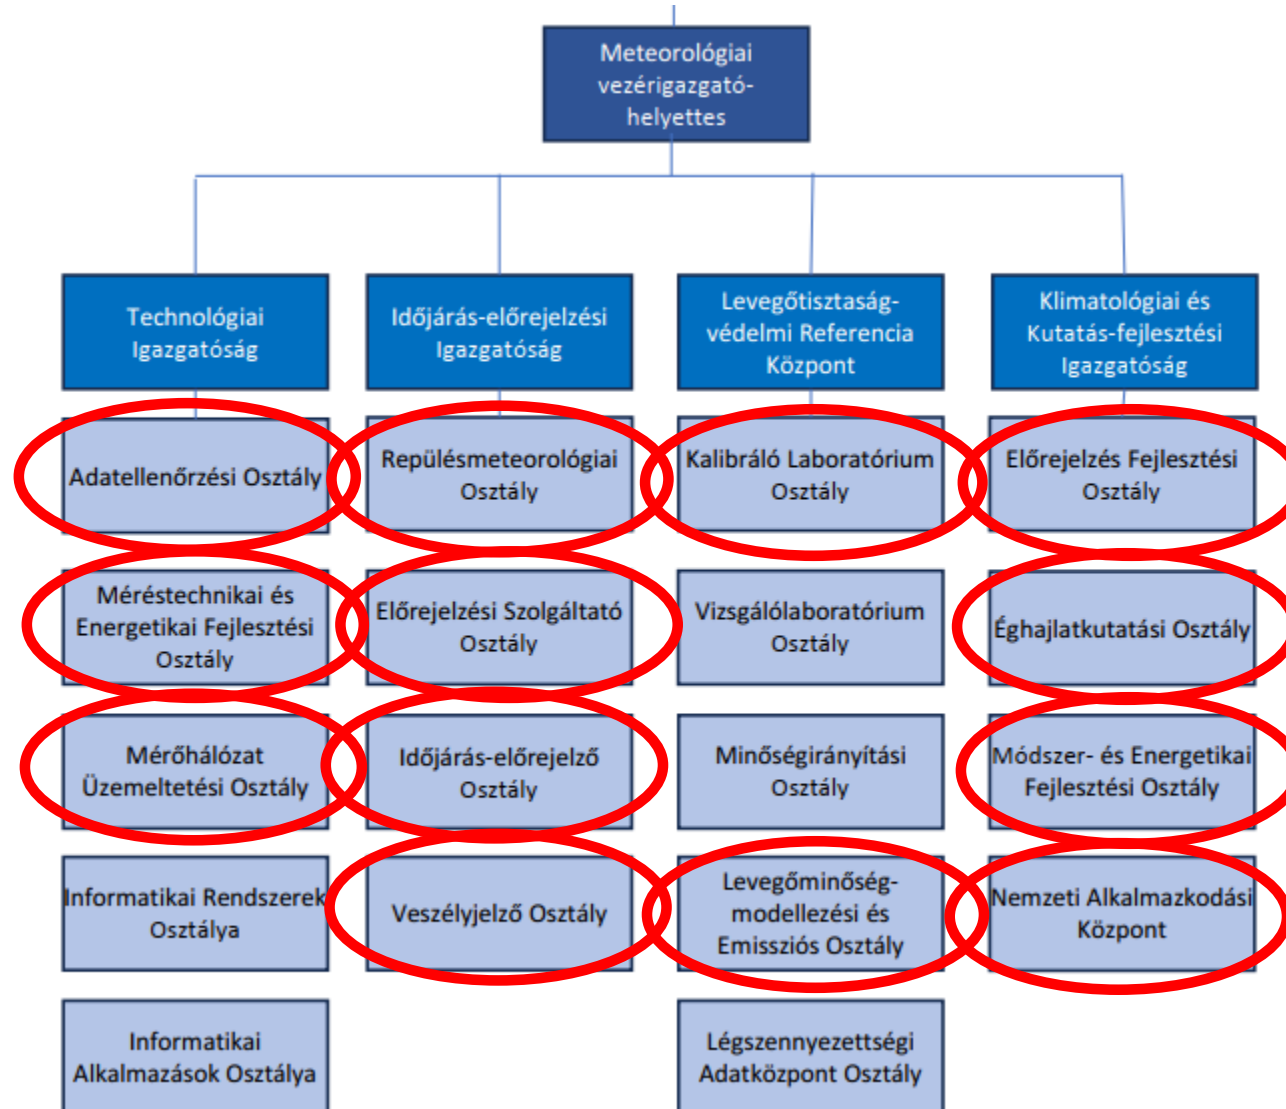 Meteorológiai
vezérigazgató-
helyettes
Technológiai
Igazgatóság
Időjárás-előrejelzési
Igazgatóság
Levegőtisztaság-
védelmi Referencia
Központ
Klimatológiai és
Kutatás-fejlesztési
Igazgatóság
Adatellenőrzési Osztály
Repülésmeteorológiai
Osztály
Kalibráló Laboratórium
Osztály
Előrejelzés Fejlesztési
Osztály
Méréstechnikai és
Energetikai Fejlesztési
Osztály
Előrejelzési Szolgáltató
Osztály
Vizsgálólaboratórium
Osztály
Éghajlatkutatási Osztály
Mérőhálózat
Üzemeltetési Osztály
Időjárás-előrejelző
Osztály
Minőségirányítási
Osztály
Módszer- és Energetikai
Fejlesztési Osztály
Informatikai Rendszerek
Osztálya
Veszélyjelző Osztály
Levegőminőség-
modellezési és
Emissziós Osztály
Nemzeti Alkalmazkodási
Központ
Informatikai
Alkalmazások Osztálya
Légszennyezettségi
Adatközpont Osztály